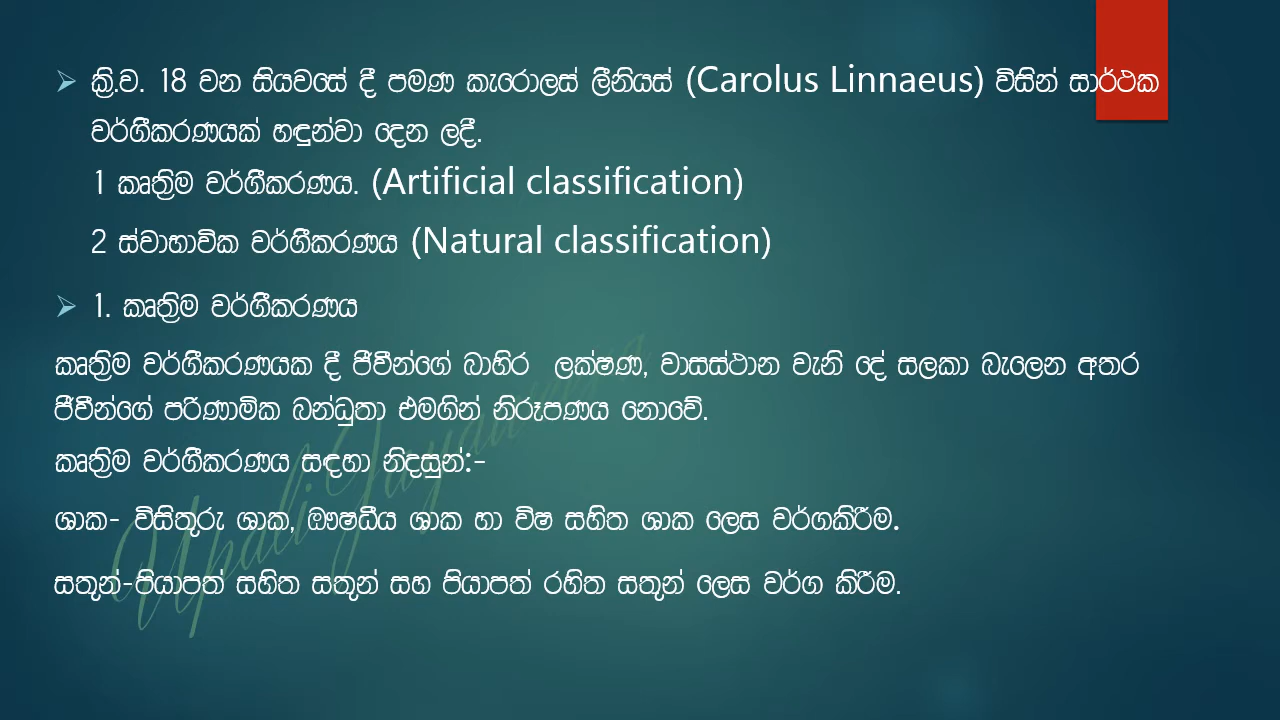 ක්‍රි.ව. 18 වන සියවසේ දී පමණ කැරොලස් ලීනියස් (Carolus Linnaeus) විසින් සාර්ථක
වර්ගීකරණයක් හඳුන්වා දෙන ලදී.
1 කෘත්‍රිම වර්ගීකරණය. (Artificial classification)
2 ස්වාභාවික වර්ගීකරණය (Natural classification)
1. කෘත්‍රිම වර්ගීකරණය
කෘත්‍රිම වර්ගීකරණයක දී ජීවීන්ගේ බාහිර ලක්ෂණ, වාසස්ථාන වැනි දේ සලකා බැලෙන අතර
ජීවීන්ගේ පරිණාමික බන්ධුතා එමගින් නිරූපණය නොවේ.
කෘත්‍රිම වර්ගීකරණය සඳහා නිදසුන්:-
ශාක- විසිතුරු ශාක, ඖෂධීය ශාක හා විෂ සහිත ශාක ලෙස වර්ගකිරීම.
සතුන්-පියාපත් සහිත සතුන් සහ පියාපත් රහිත සතුන් ලෙස වර්ග කිරීම.
Upali Jayawardana